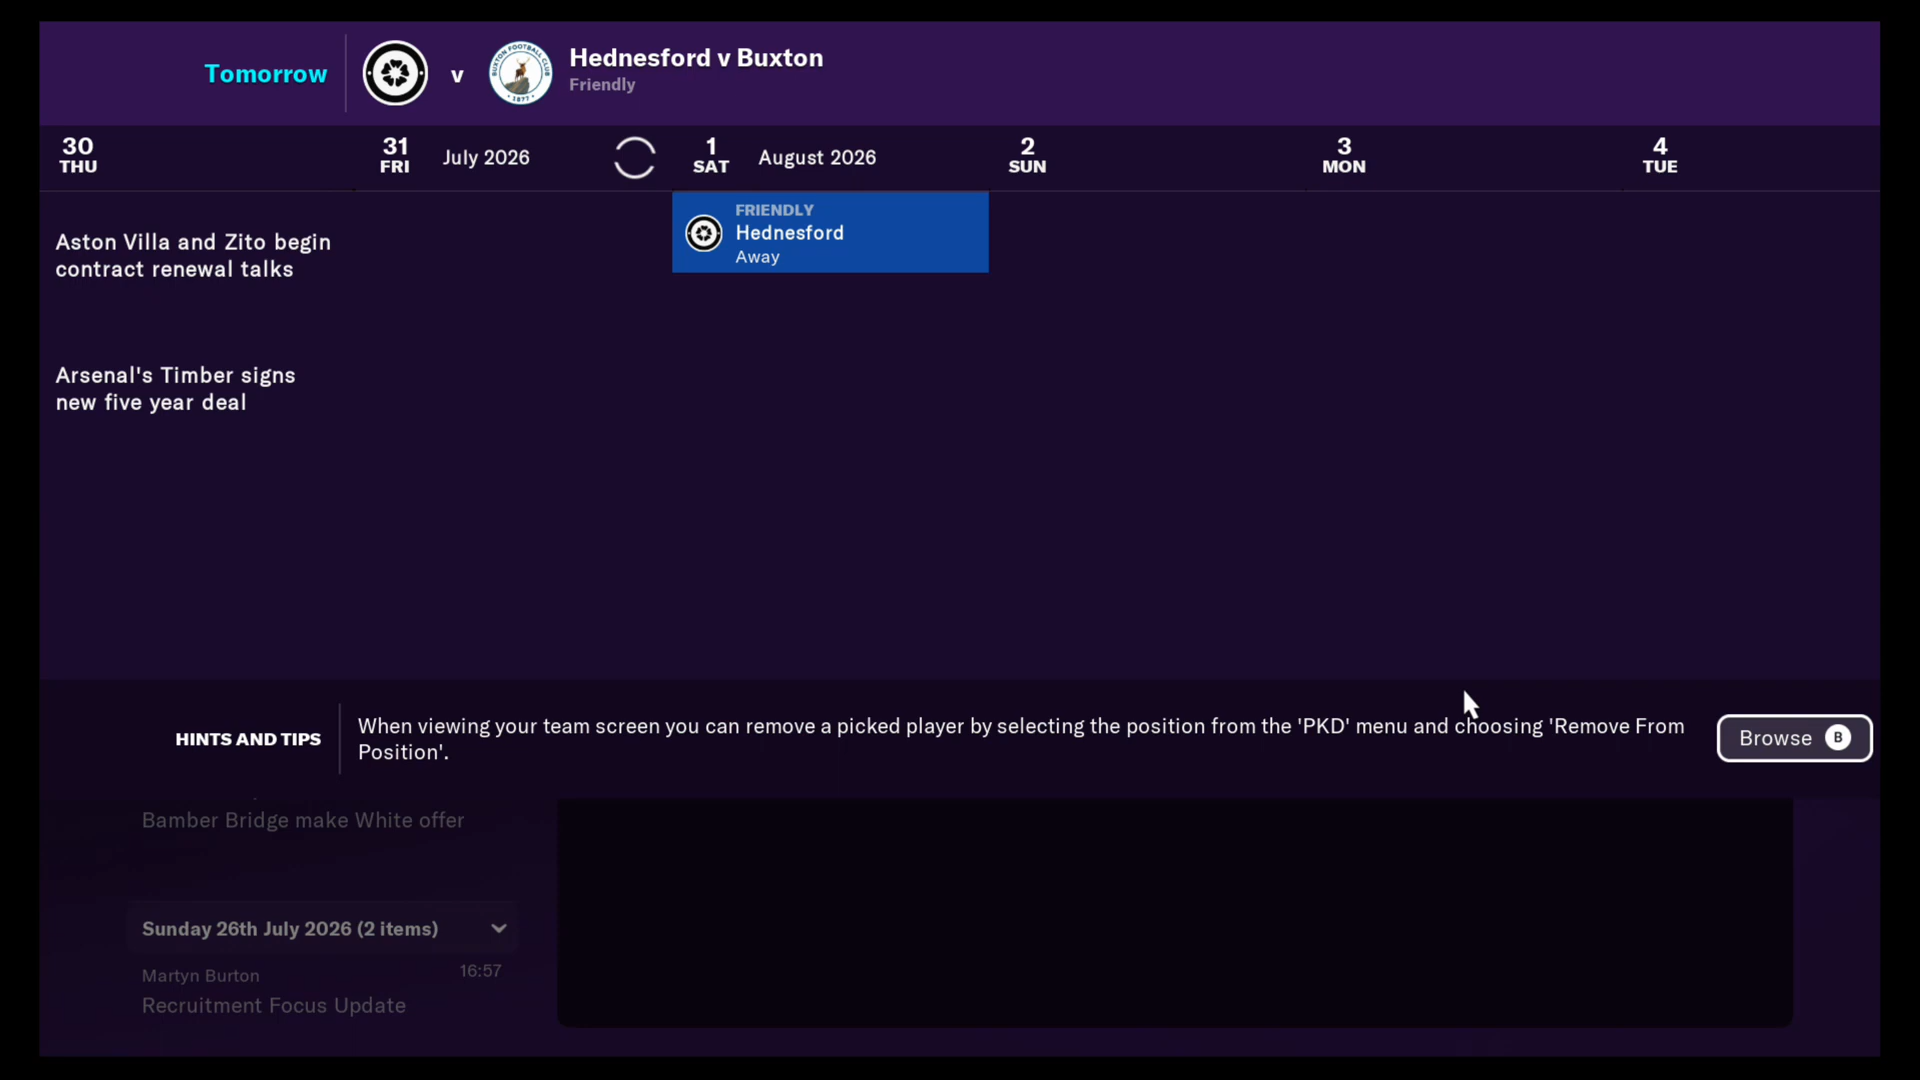 Tomorrow
v
BUXTON FOOTBALL CLUB
1877
Hednesford v Buxton
Friendly
30
THU
31
FRI
July 2026
1
SAT
August 2026
2
SUN
3
MON
4
TUE
Aston Villa and Zito begin
contract renewal talks
FRIENDLY
Hednesford
Away
Arsenal's Timber signs
new five year deal
HINTS AND TIPS
When viewing your team screen you can remove a picked player by selecting the position from the 'PKD' menu and choosing 'Remove From
Position'.
Browse B
Bamber Bridge make White offer
Sunday 26th July 2026 (2 items)
Martyn Burton
16:57
Recruitment Focus Update